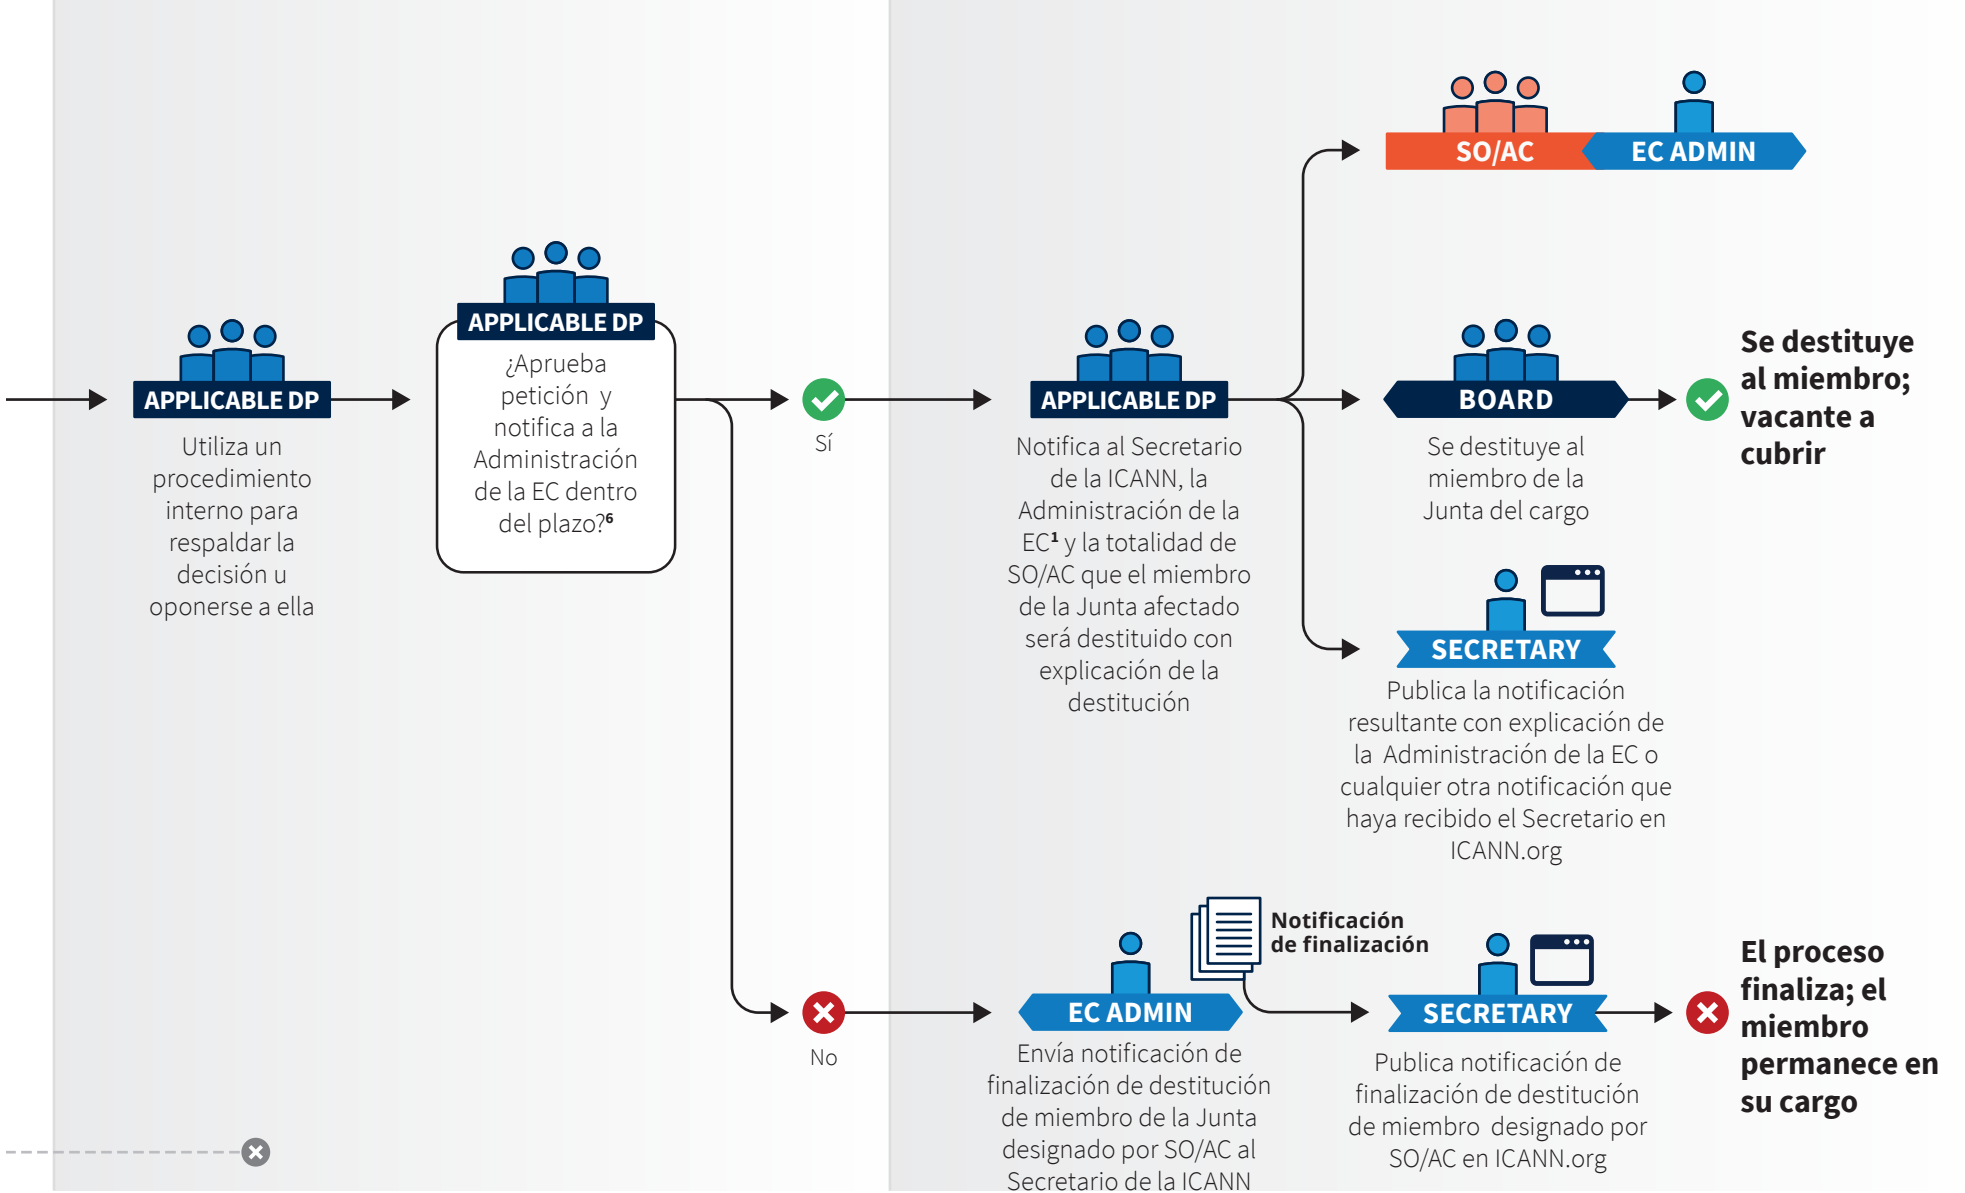 SO/AC
EC ADMIN
APPLICABLE DP
Utiliza un
procedimiento
interno para
respaldar la
decisión u
oponerse a ella
APPLICABLE DP
¿Aprueba
petición y
notifica a la
Administración
de la EC dentro
del plazo?⁶
Sí
APPLICABLE DP
Notifica al Secretario
de la ICANN, la
Administración de la
EC¹ y la totalidad de
SO/AC que el miembro
de la Junta afectado
será destituido con
explicación de la
destitución
BOARD
Se destituye al
miembro de la
Junta del cargo
Se destituye
al miembro;
vacante a
cubrir
SECRETARY
Publica la notificación
resultante con explicación de
la Administración de la EC o
cualquier otra notificación que
haya recibido el Secretario en
ICANN.org
No
EC ADMIN
Envía notificación de
finalización de destitución
de miembro de la Junta
designado por SO/AC al
Secretario de la ICANN
Notificación
de finalización
SECRETARY
Publica notificación de
finalización de destitución
de miembro designado por
SO/AC en ICANN.org
El proceso
finaliza; el
miembro
permanece en
su cargo